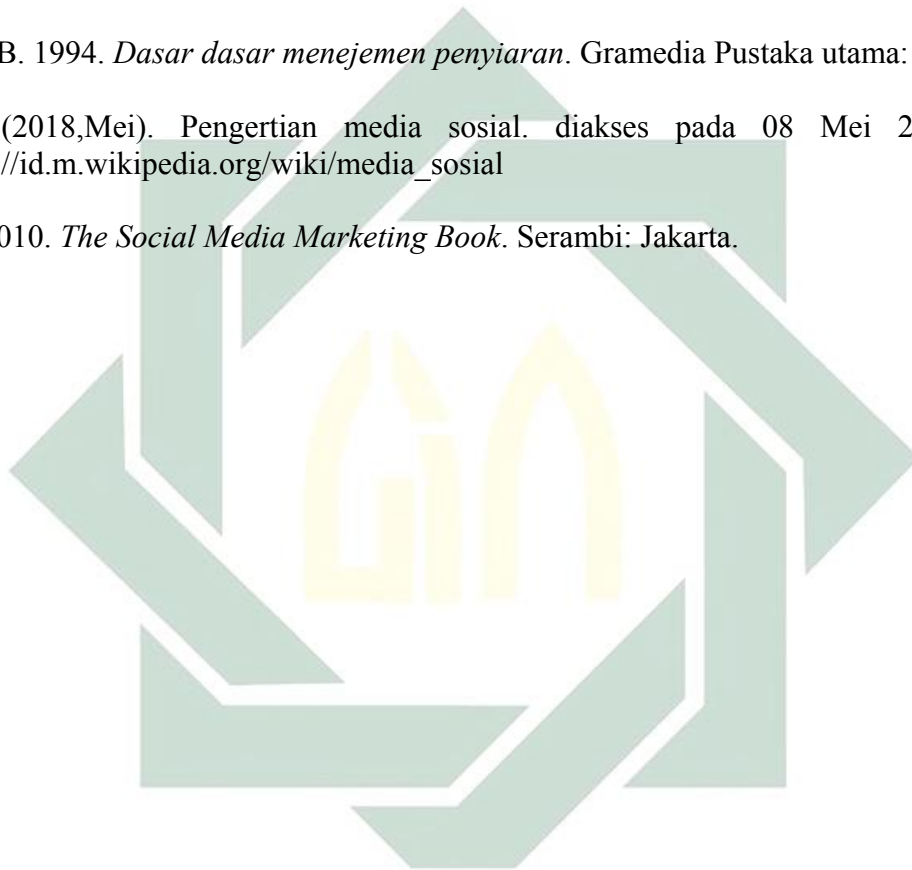 B. 1994. Dasar dasar menejemen penyiaran. Gramedia Pustaka utama:
(2018,Mei). Pengertian media sosial. diakses pada 08 Mei 2
//id.m.wikipedia.org/wiki/media_sosial
010. The Social Media Marketing Book. Serambi: Jakarta.